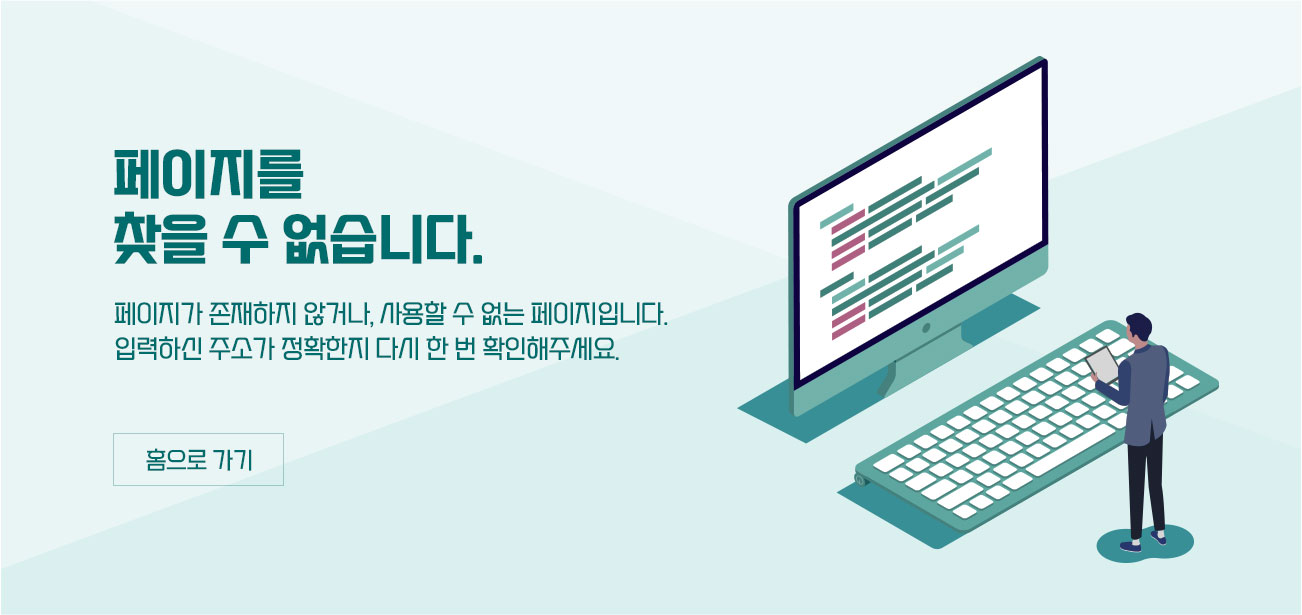 페이지를
찾을 수 없습니다.
페이지가 존재하지 않거나, 사용할 수 없는 페이지입니다.
입력하신 주소가 정확한지 다시 한 번 확인해주세요.
홈으로 가기